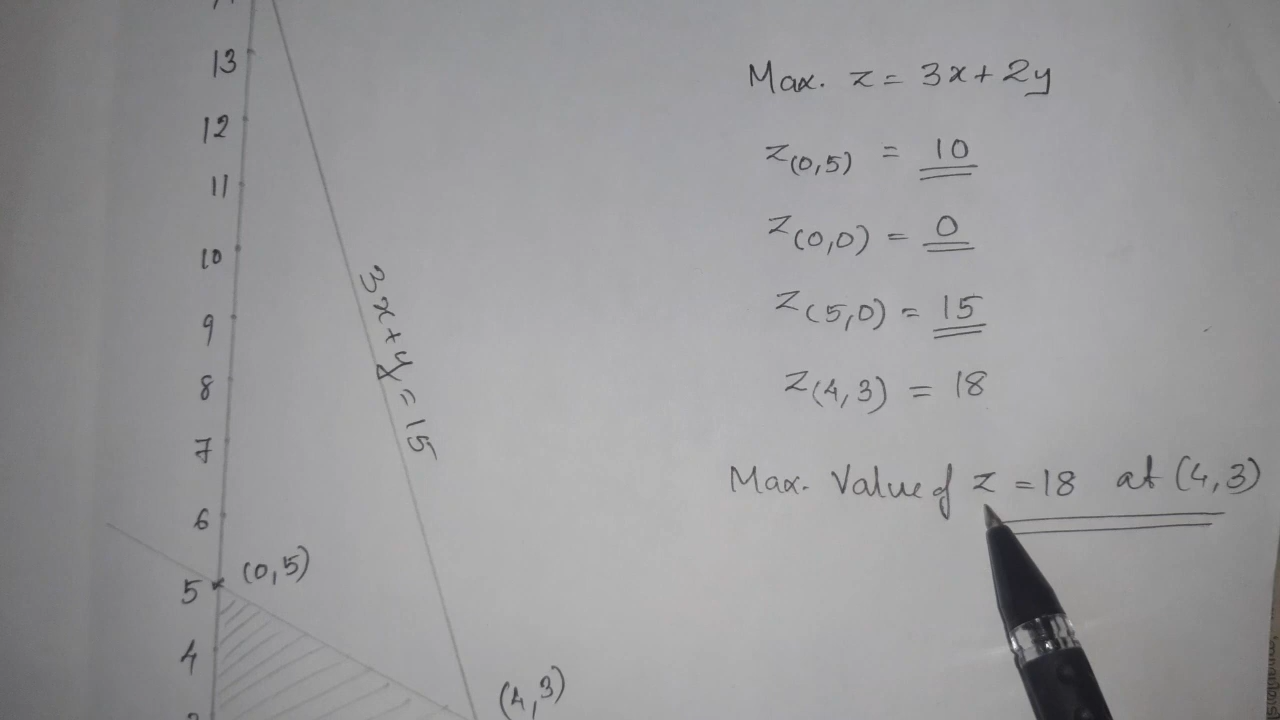 13
12
11
10
9
8
7
6
5
4
(0,5)
(4,3)
3x+y=15
Max. z = 3x + 2y
z(0,5) = 10
z(0,0) = 0
z(5,0) = 15
z(4,3) = 18
Max. Value of z = 18 at (4,3)